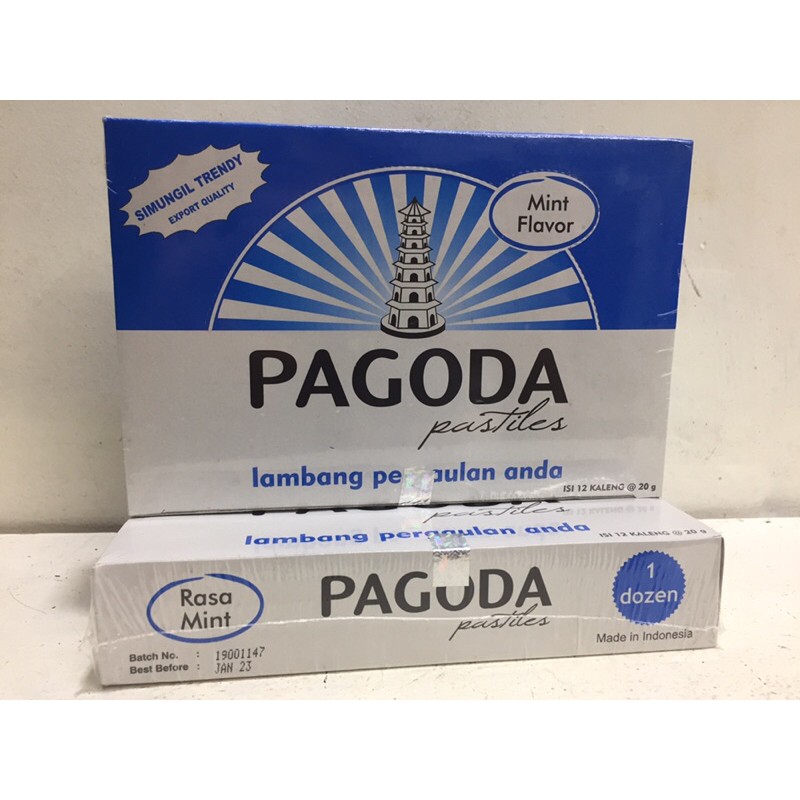 SIMUNGIL TRENDY
EXPORT QUALITY
Mint
Flavor
PAGODA
pastiles
lambang pergaulan anda
ISI 12 KALENG @ 20 g
pastiles
lambang pergaulan anda
ISI 12 KALENG @ 20 g
Rasa
Mint
PAGODA
pastiles
1
dozen
Made in Indonesia
Batch No. : 19001147
Best Before : JAN 23